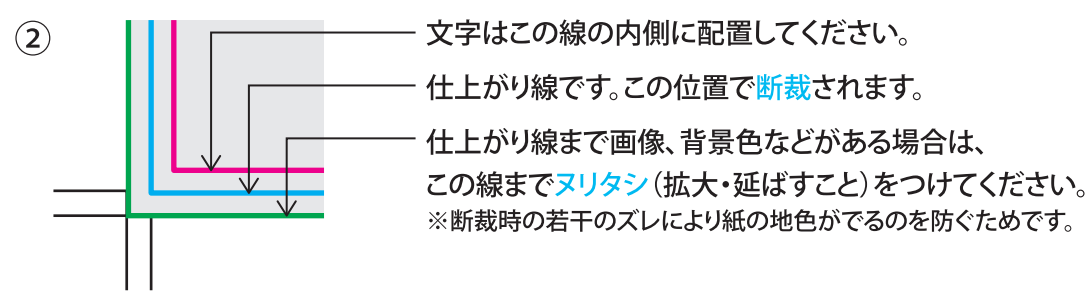 ②
文字はこの線の内側に配置してください。
仕上がり線です。この位置で断裁されます。
仕上がり線まで画像、背景色などがある場合は、
この線までヌリタシ（拡大・延ばすこと）をつけてください。
※断裁時の若干のズレにより紙の地色がでるのを防ぐためです。